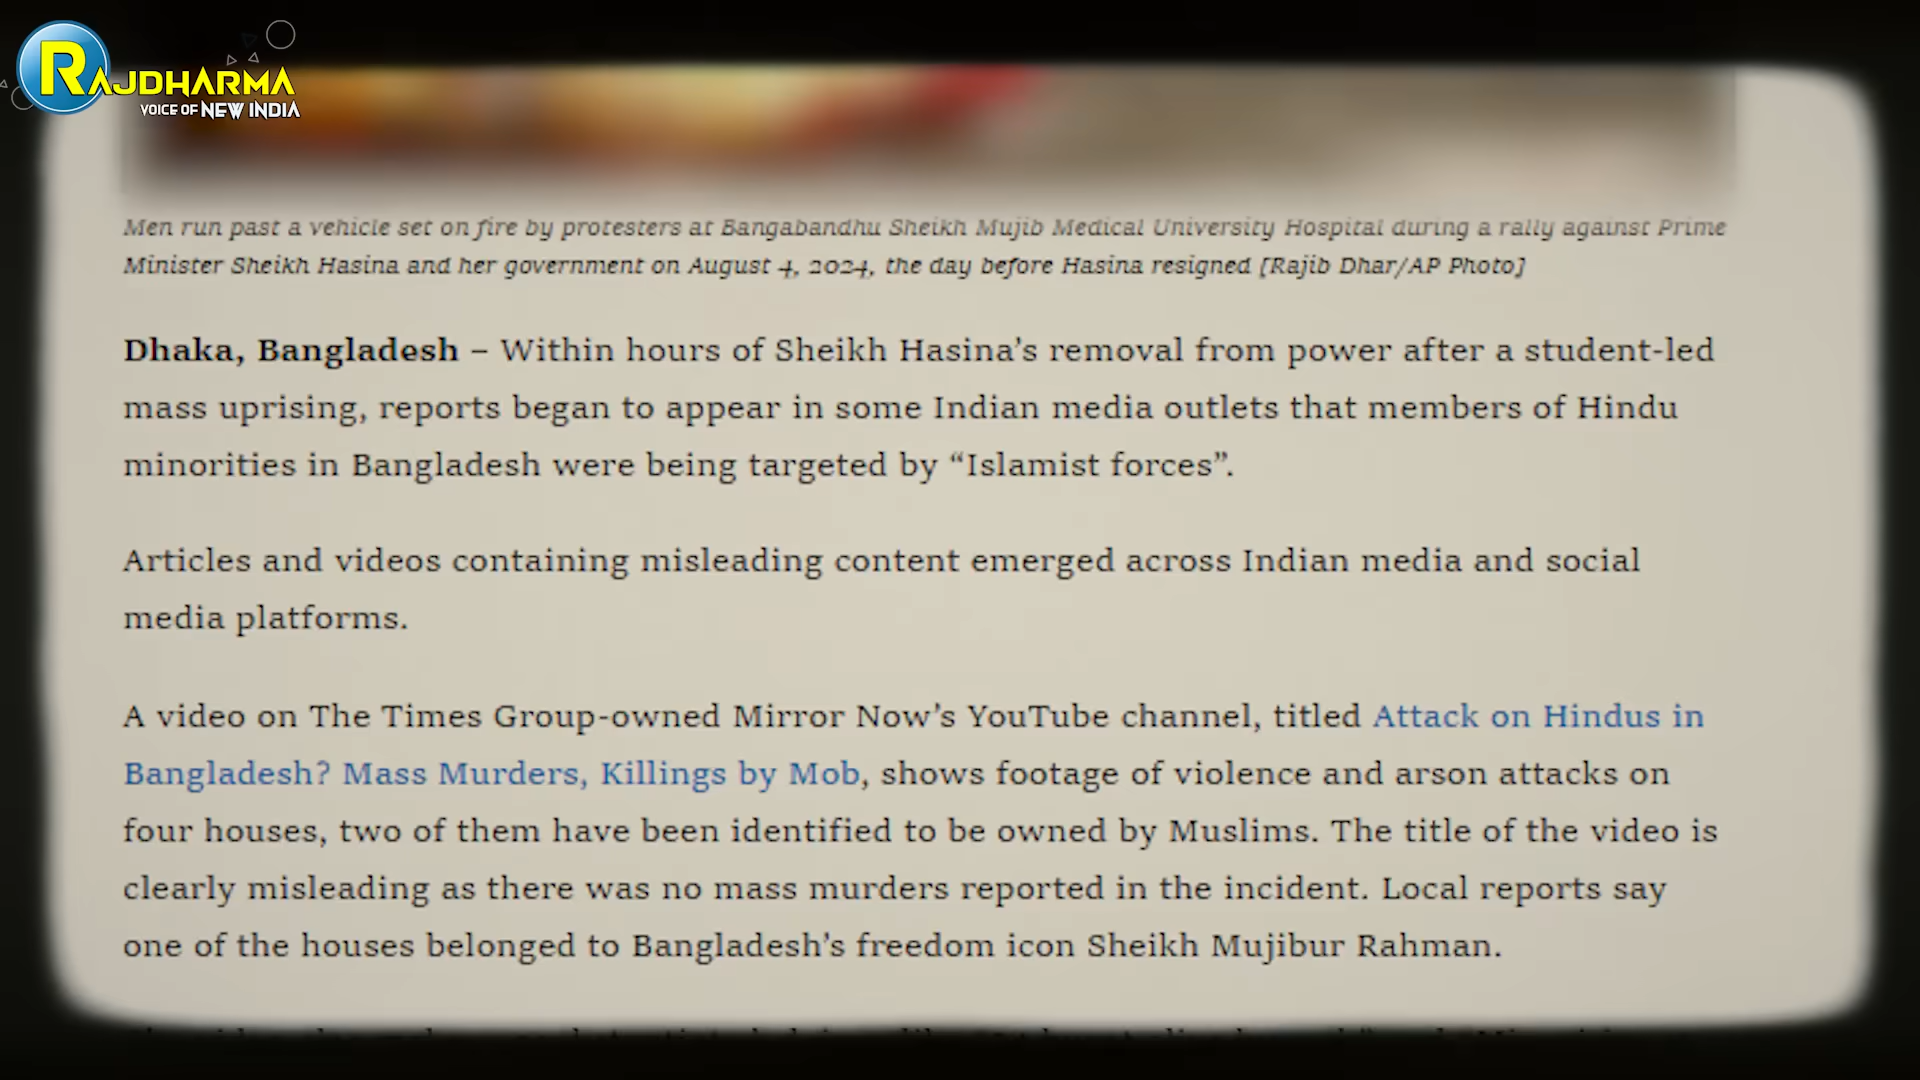 RAJDHARMA
VOICE OF NEW INDIA
Men run past a vehicle set on fire by protesters at Bangabandhu Sheikh Mujib Medical University Hospital during a rally against Prime
Minister Sheikh Hasina and her government on August 4, 2024, the day before Hasina resigned [Rajib Dhar/AP Photo]
Dhaka, Bangladesh – Within hours of Sheikh Hasina’s removal from power after a student-led
mass uprising, reports began to appear in some Indian media outlets that members of Hindu
minorities in Bangladesh were being targeted by “Islamist forces”.
Articles and videos containing misleading content emerged across Indian media and social
media platforms.
A video on The Times Group-owned Mirror Now’s YouTube channel, titled Attack on Hindus in
Bangladesh? Mass Murders, Killings by Mob, shows footage of violence and arson attacks on
four houses, two of them have been identified to be owned by Muslims. The title of the video is
clearly misleading as there was no mass murders reported in the incident. Local reports say
one of the houses belonged to Bangladesh’s freedom icon Sheikh Mujibur Rahman.